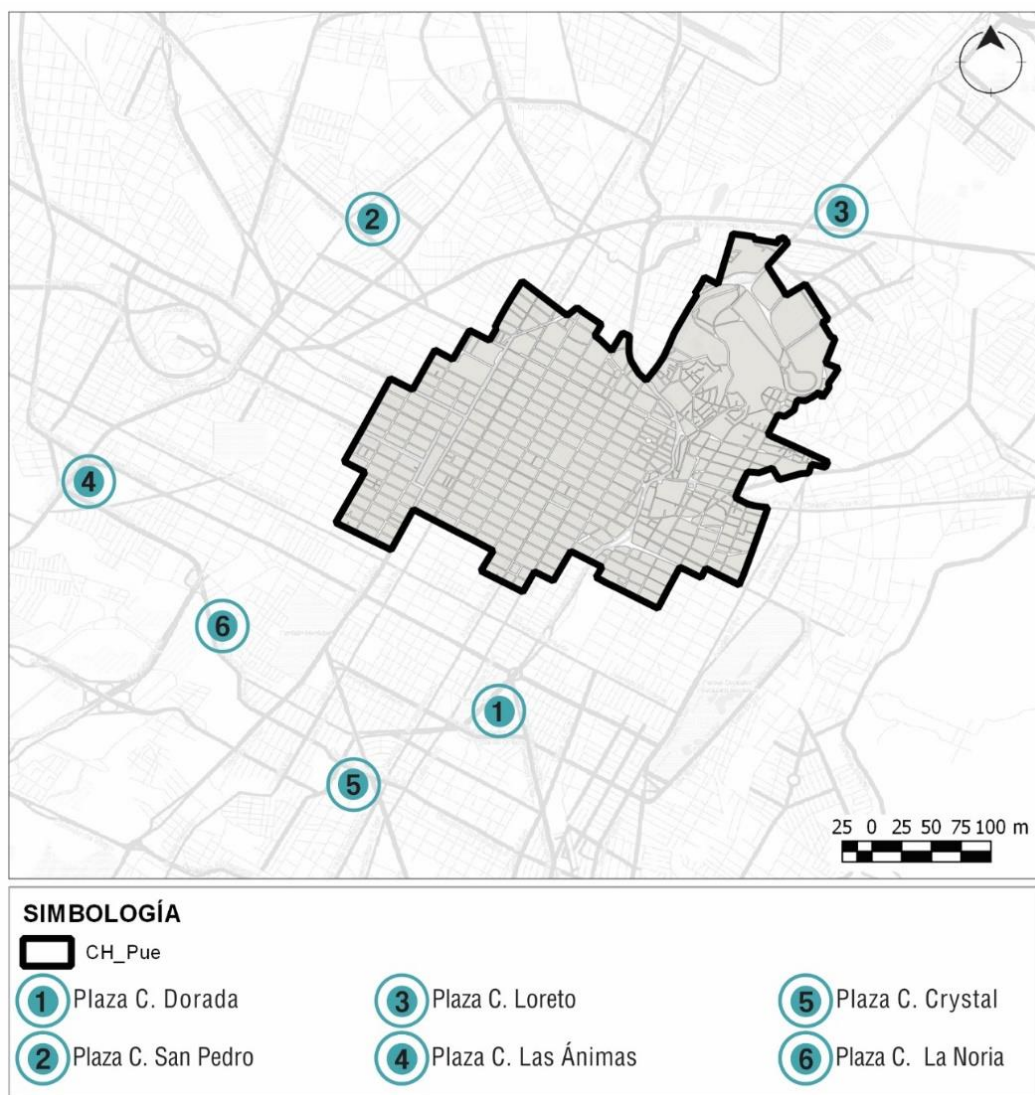 2
3
4
6
1
5
25 0 25 50 75 100 m
SIMBOLOGÍA
CH_Pue
1 Plaza C. Dorada
3 Plaza C. Loreto
5 Plaza C. Crystal
2 Plaza C. San Pedro
4 Plaza C. Las Ánimas
6 Plaza C. La Noria